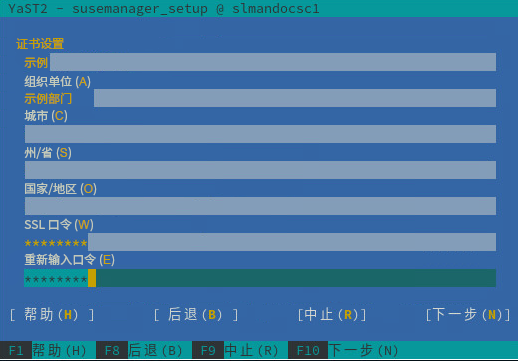 YaST2 - susemanager_setup @ slmandocsc1
证书设置
示例
组织单位 (A)
示例部门
城市 (C)
州/省 (S)
国家/地区 (O)
SSL 口令 (W)
********
重新输入口令 (E)
********
[ 帮助(H) ] [ 后退(B) ] [中止(R)] [下一步(N)]
F1 帮助(H) F8 后退(B) F9 中止(R) F10 下一步(N)